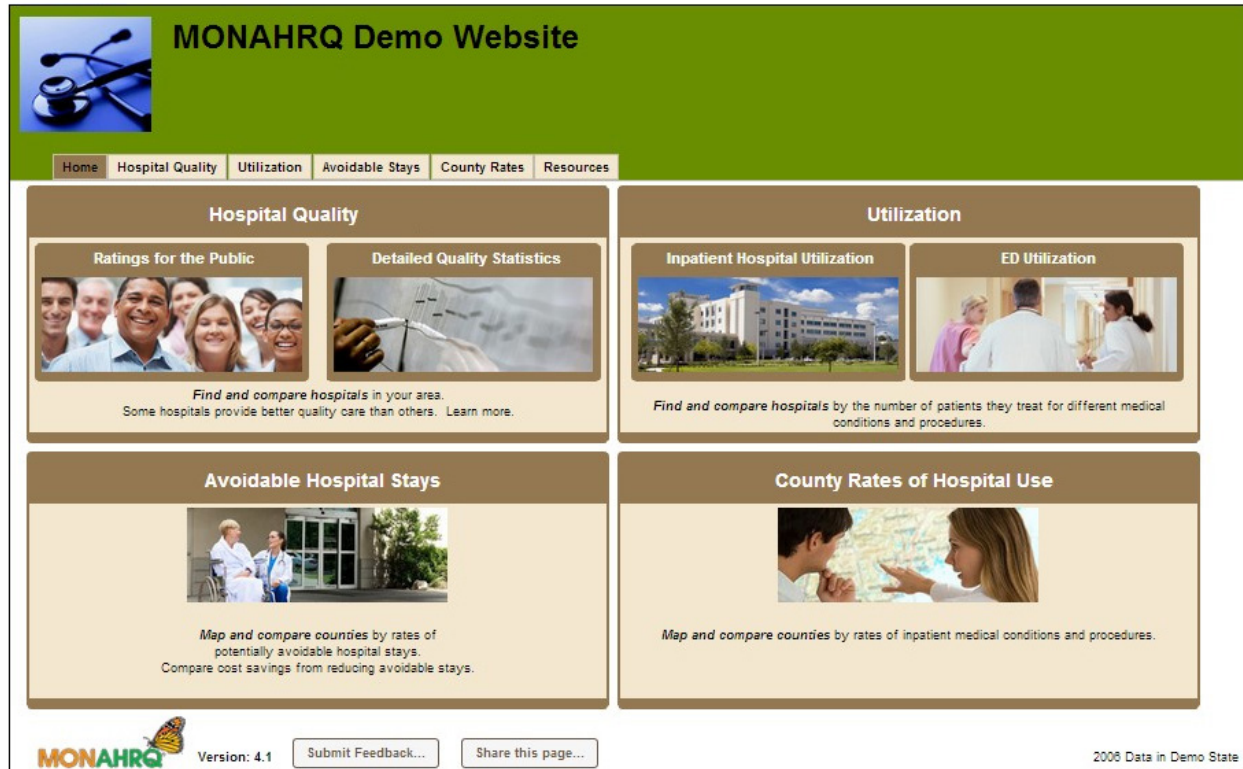 MONAHRQ Demo Website
Home Hospital Quality Utilization Avoidable Stays County Rates Resources
Hospital Quality
Ratings for the Public
Detailed Quality Statistics
Find and compare hospitals in your area.
Some hospitals provide better quality care than others. Learn more.
Utilization
Inpatient Hospital Utilization
ED Utilization
Find and compare hospitals by the number of patients they treat for different medical
conditions and procedures.
Avoidable Hospital Stays
Map and compare counties by rates of
potentially avoidable hospital stays.
Compare cost savings from reducing avoidable stays.
County Rates of Hospital Use
Map and compare counties by rates of inpatient medical conditions and procedures.
MONAHRQ
Version: 4.1
Submit Feedback...
Share this page...
2006 Data in Demo State